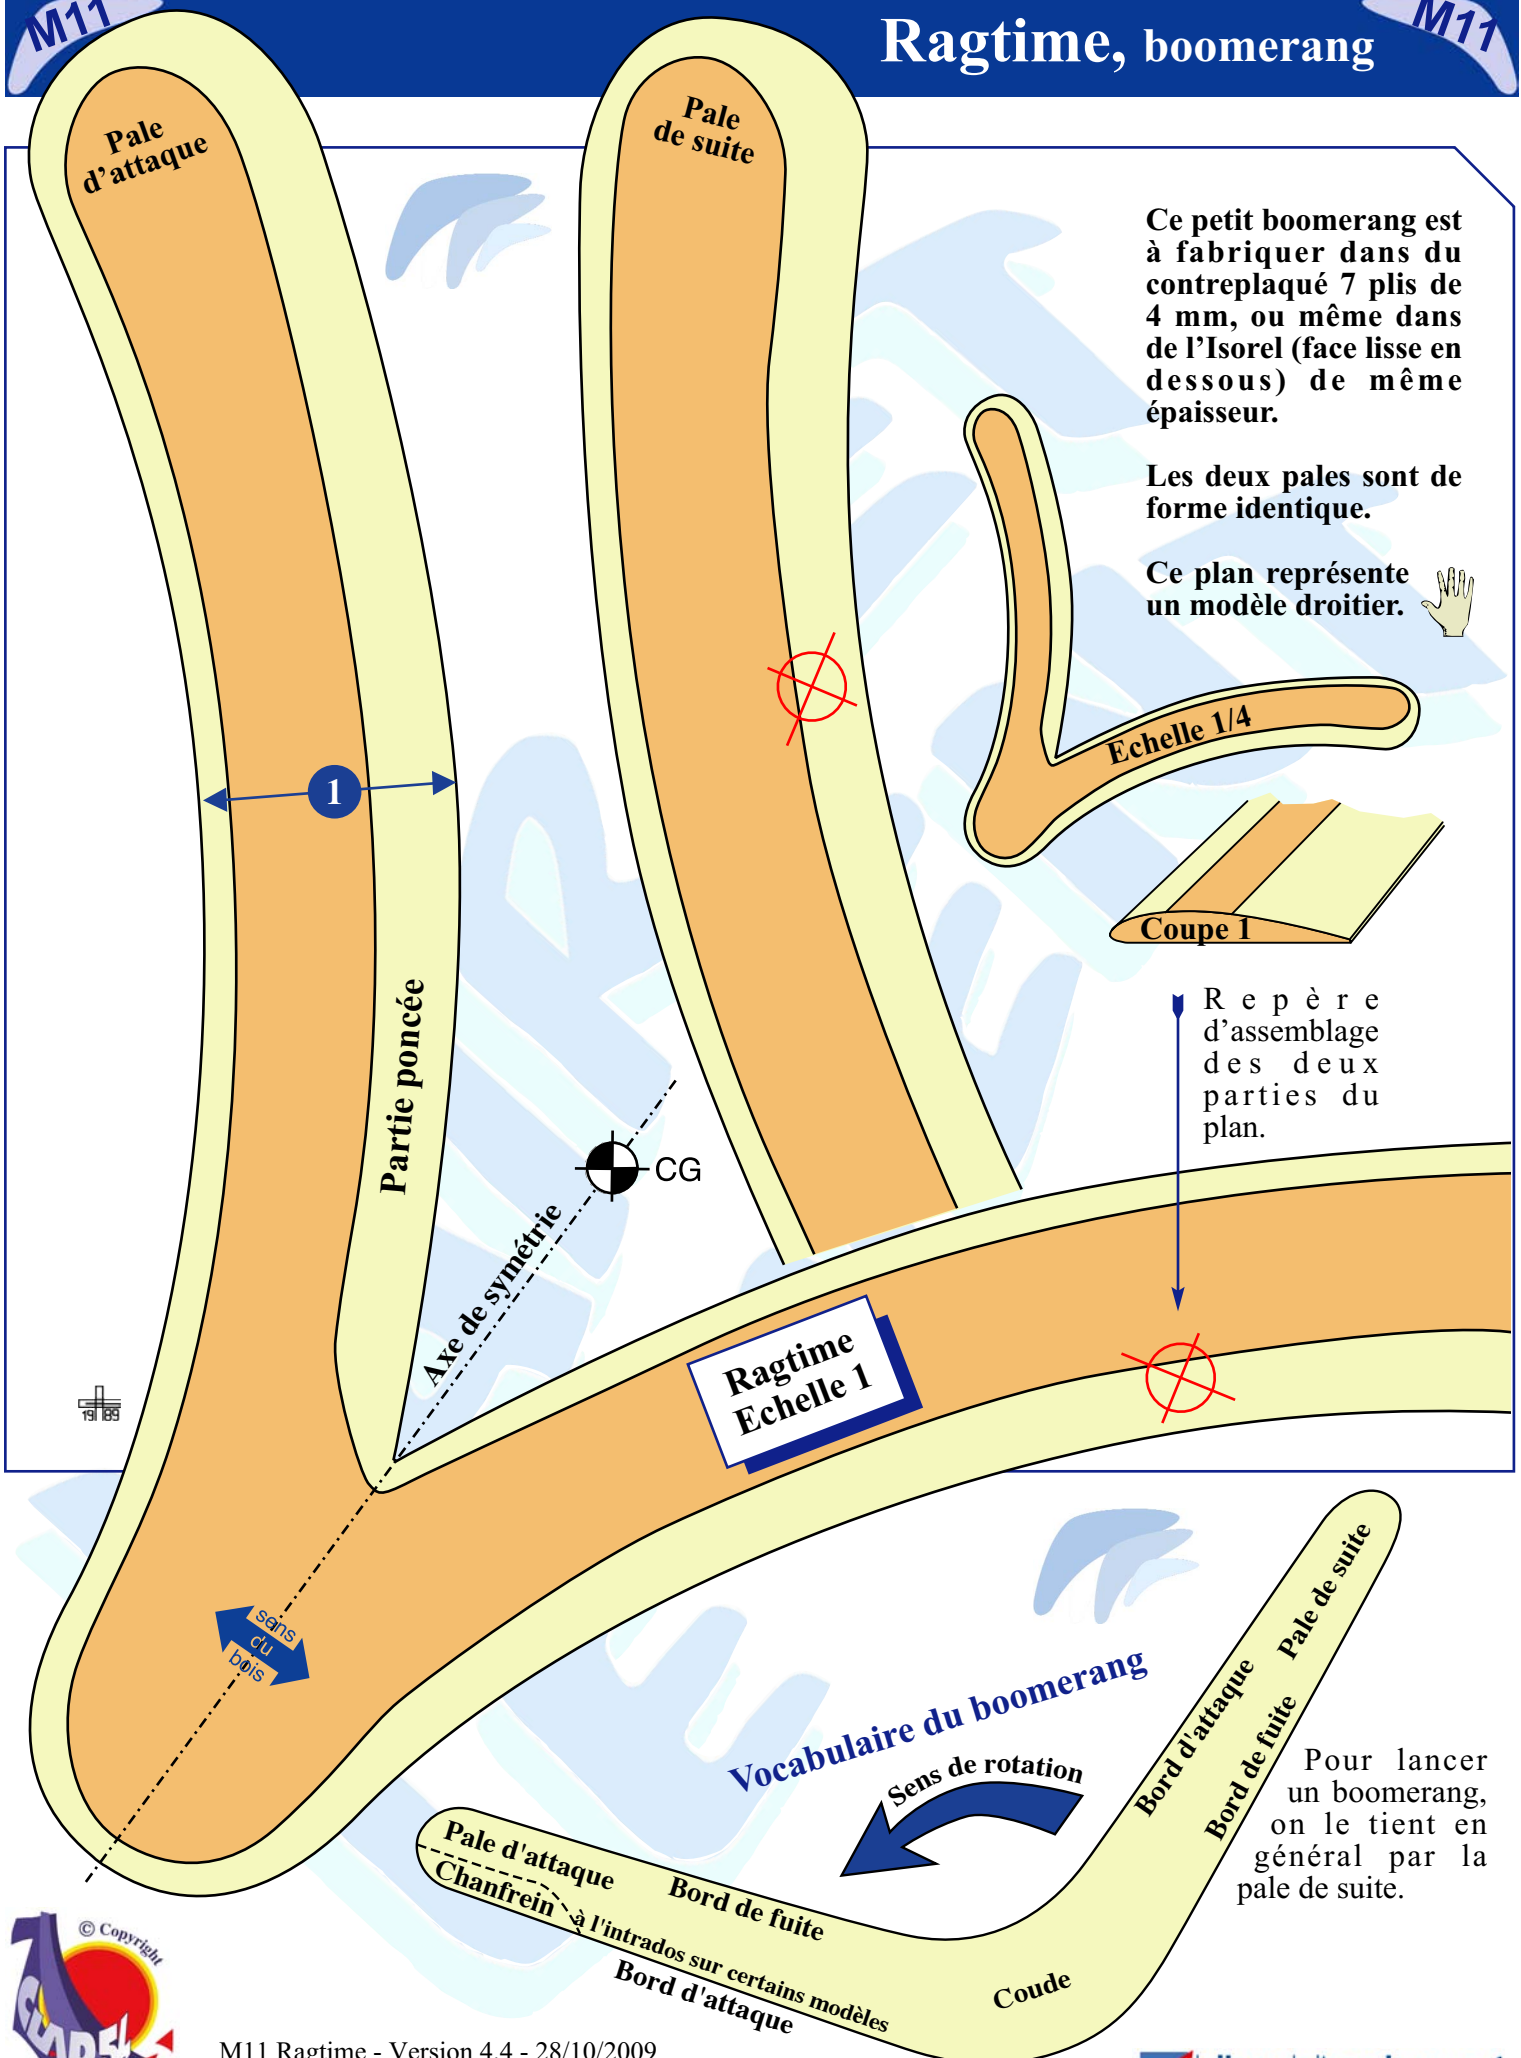 M11
Ragtime, boomerang
M11
Pale
d'attaque
Pale
de suite
Ce petit boomerang est
à fabriquer dans du
contreplaqué 7 plis de
4 mm, ou même dans
de l'Isorel (face lisse en
dessous) de même
épaisseur.
Les deux pales sont de
forme identique.
Ce plan représente
un modèle droitier.
Echelle 1/4
1
Coupe 1
Partie poncée
Repère
d'assemblage
des deux
parties du
plan.
CG
Axe de symétrie
Ragtime
Echelle 1
19 89
sens
du
bois
Vocabulaire du boomerang
Sens de rotation
Pale de suite
Bord d'attaque
Bord de fuite
Pour lancer
un boomerang,
on le tient en
général par la
pale de suite.
Pale d'attaque
Chanfrein
à l'intrados sur certains modèles
Bord de fuite
Bord d'attaque
Coude
© Copyright
CLAP54
M11 Ragtime - Version 4.4 - 28/10/2009